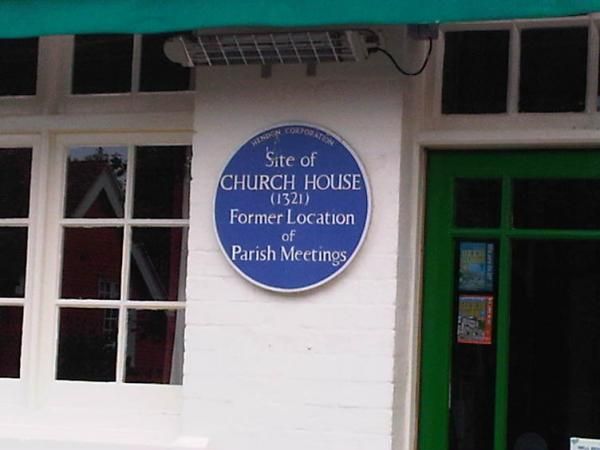 HENDON CORPORATION
Site of
CHURCH HOUSE
(1321)
Former Location
of
Parish Meetings